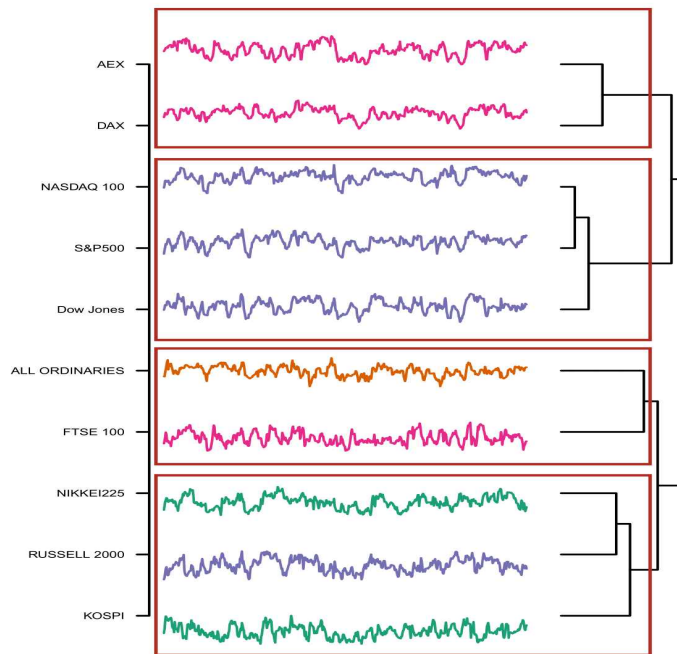 AEX
DAX
NASDAQ 100
S&P500
Dow Jones
ALL ORDINARIES
FTSE 100
NIKKEI225
RUSSELL 2000
KOSPI